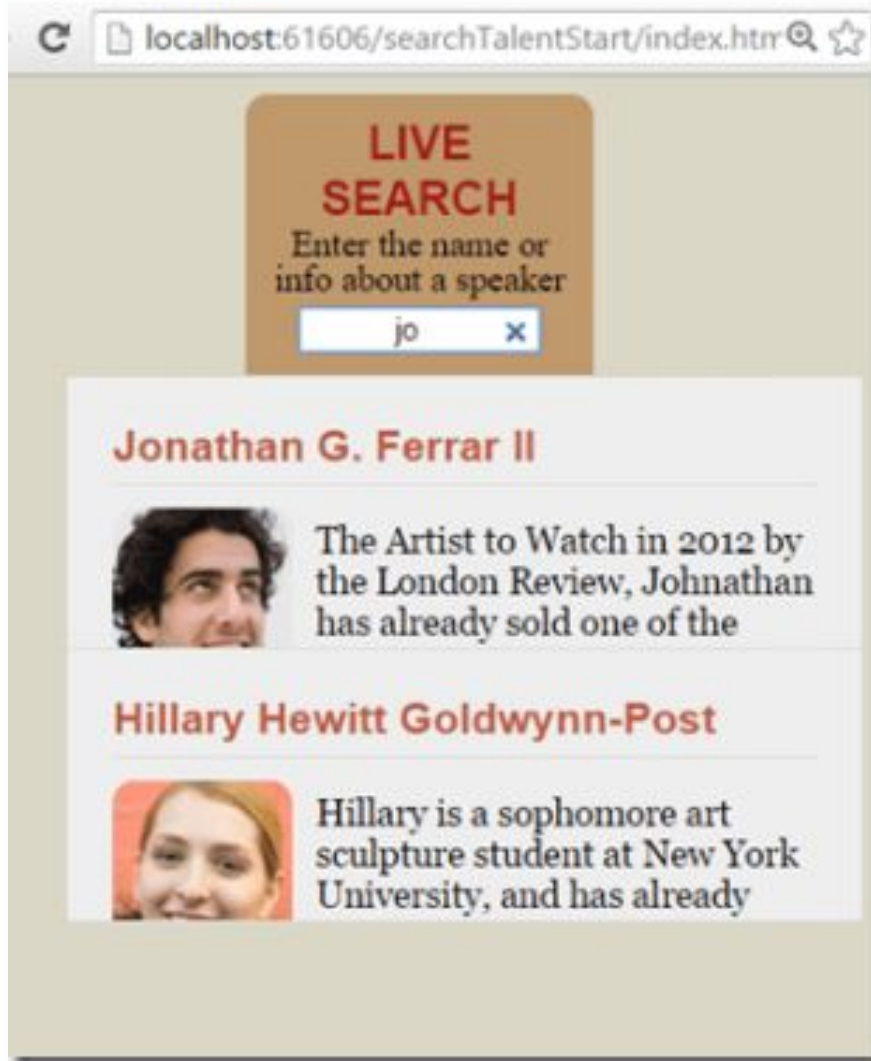 localhost:61606/searchTalentStart/index.htm
LIVE
SEARCH
Enter the name or
info about a speaker
jo
Jonathan G. Ferrar II
The Artist to Watch in 2012 by
the London Review, Johnathan
has already sold one of the
Hillary Hewitt Goldwynn-Post
Hillary is a sophomore art
sculpture student at New York
University, and has already